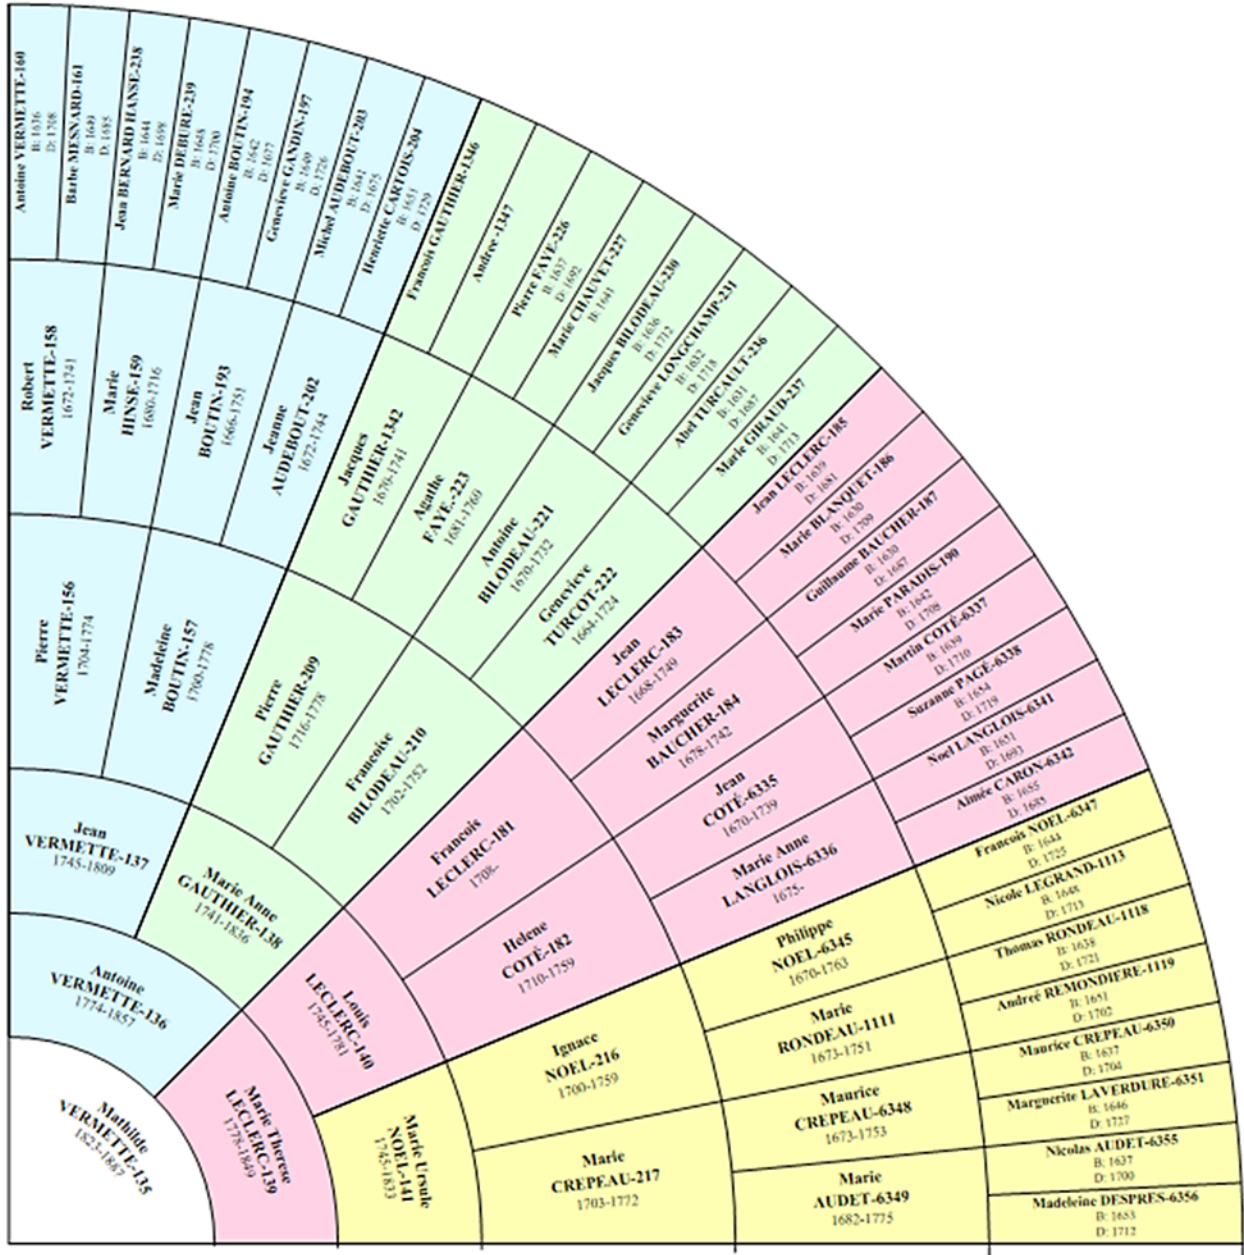 Antoine VERMETTE-160
B: 1636
D: 1708
Barbe MESNARD-161
B: 1649
D: 1685
Jean BERNARD HANSE-238
B: 1644
D: 1698
Marie DEBURE-239
B: 1648
D: 1700
Antoine BOUTIN-194
B: 1642
D: 1677
Genevieve GANDIN-197
B: 1649
D: 1726
Michel AUDEBOUT-203
B: 1641
D: 1675
Henriette CARTOIS-204
B: 1651
D: 1729
Francois GAUTHIER-1346
Andree -1347
Pierre FAYE-226
B: 1637
D: 1692
Marie CHAUVET-227
B: 1641
Jacques BILODEAU-230
B: 1636
D: 1712
Genevieve LONGCHAMP-231
B: 1632
D: 1718
Abel TURCAULT-236
B: 1631
D: 1687
Marie GIRAUD-237
B: 1641
D: 1713
Jean LECLERC-185
B: 1639
D: 1681
Marie BLANQUET-186
B: 1630
D: 1709
Guillaume BAUCHER-187
B: 1630
D: 1687
Marie PARADIS-190
B: 1642
D: 1708
Martin COTÉ-6337
B: 1639
D: 1710
Suzanne PAGÉ-6338
B: 1654
D: 1719
Noel LANGLOIS-6341
B: 1651
D: 1693
Aimée CARON-6342
B: 1655
D: 1685
Francois NOEL-6347
B: 1644
D: 1725
Nicole LEGRAND-1113
B: 1648
D: 1713
Thomas RONDEAU-1118
B: 1638
D: 1721
Andreé REMONDIERE-1119
B: 1651
D: 1702
Maurice CREPEAU-6350
B: 1637
D: 1704
Marguerite LAVERDURE-6351
B: 1646
D: 1727
Nicolas AUDET-6355
B: 1637
D: 1700
Madeleine DESPRES-6356
B: 1653
D: 1712
Robert
VERMETTE-158
1672-1741
Marie
HINSE-159
1680-1716
Jean
BOUTIN-193
1666-1751
Jeanne
AUDEBOUT-202
1672-1744
Jacques
GAUTHIER-1342
1670-1741
Agathe
FAYE.-223
1681-1760
Antoine
BILODEAU-221
1670-1732
Genevieve
TURCOT-222
1664-1724
Jean
LECLERC-183
1668-1749
Marguerite
BAUCHER-184
1678-1742
Jean
COTÉ-6335
1670-1739
Marie Anne
LANGLOIS-6336
1675-
Philippe
NOEL-6345
1670-1763
Marie
RONDEAU-1111
1673-1751
Maurice
CREPEAU-6348
1673-1753
Marie
AUDET-6349
1682-1775
Pierre
VERMETTE-156
1704-1774
Madeleine
BOUTIN-157
1700-1778
Pierre
GAUTHIER-209
1716-1778
Francoise
BILODEAU-210
1702-1752
Francois
LECLERC-181
1708-
Helene
COTÉ-182
1710-1759
Ignace
NOEL-216
1700-1759
Marie
CREPEAU-217
1703-1772
Jean
VERMETTE-137
1745-1809
Marie Anne
GAUTHIER-138
1741-1836
Louis
LECLERC-140
1745-1781
Marie Ursule
NOEL-141
1745-1833
Antoine
VERMETTE-136
1774-1857
Marie Therese
LECLERC-139
1778-1849
Mathilde
VERMETTE-135